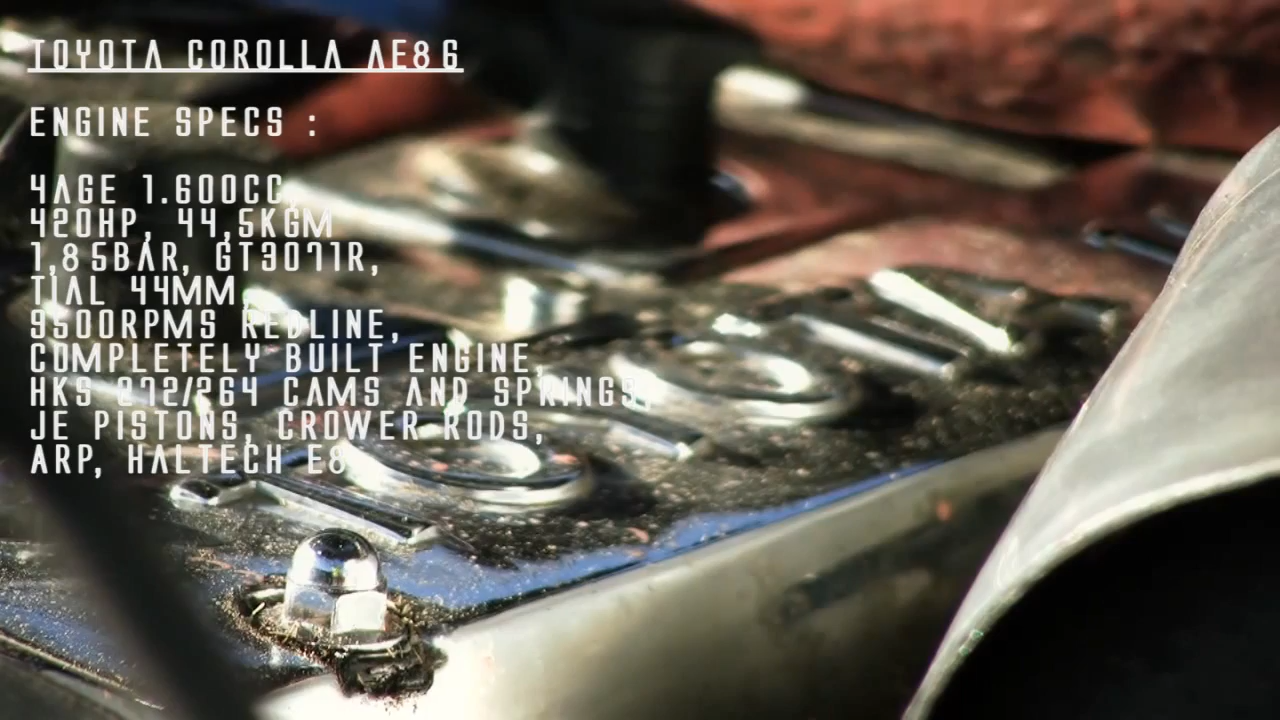 TOYOTA COROLLA AE86
ENGINE SPECS :
4AGE 1.600CC,
420HP, 44,5KGM
1,85BAR, GT3071R,
TIAL 44MM,
9500RPMS REDLINE,
COMPLETELY BUILT ENGINE,
HKS 272/264 CAMS AND SPRINGS,
JE PISTONS, CROWER RODS,
ARP, HALTECH E8
TOYOTA